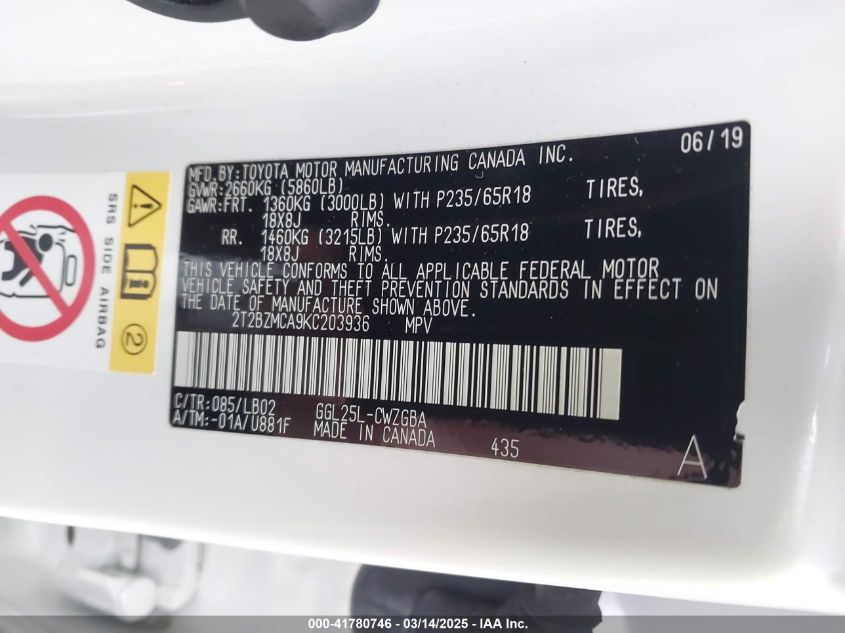 06/19
MFD. BY: TOYOTA MOTOR MANUFACTURING CANADA INC.
GVWR: 2660KG (5860LB)
GAWR: FRT. 1360KG (3000LB) WITH P235/65R18 TIRES,
18X8J RIMS.
RR. 1460KG (3215LB) WITH P235/65R18 TIRES,
18X8J RIMS.
THIS VEHICLE CONFORMS TO ALL APPLICABLE FEDERAL MOTOR
VEHICLE SAFETY AND THEFT PREVENTION STANDARDS IN EFFECT ON
THE DATE OF MANUFACTURE SHOWN ABOVE.
2T2BZMCA9KC203936 MPV
C/TR: 085/LB02 GGL25L-CWZGBA
A/TM: -01A/U881F MADE IN CANADA 435
A
SRS SIDE AIRBAG
2
000-41780746 - 03/14/2025 - IAAI.com